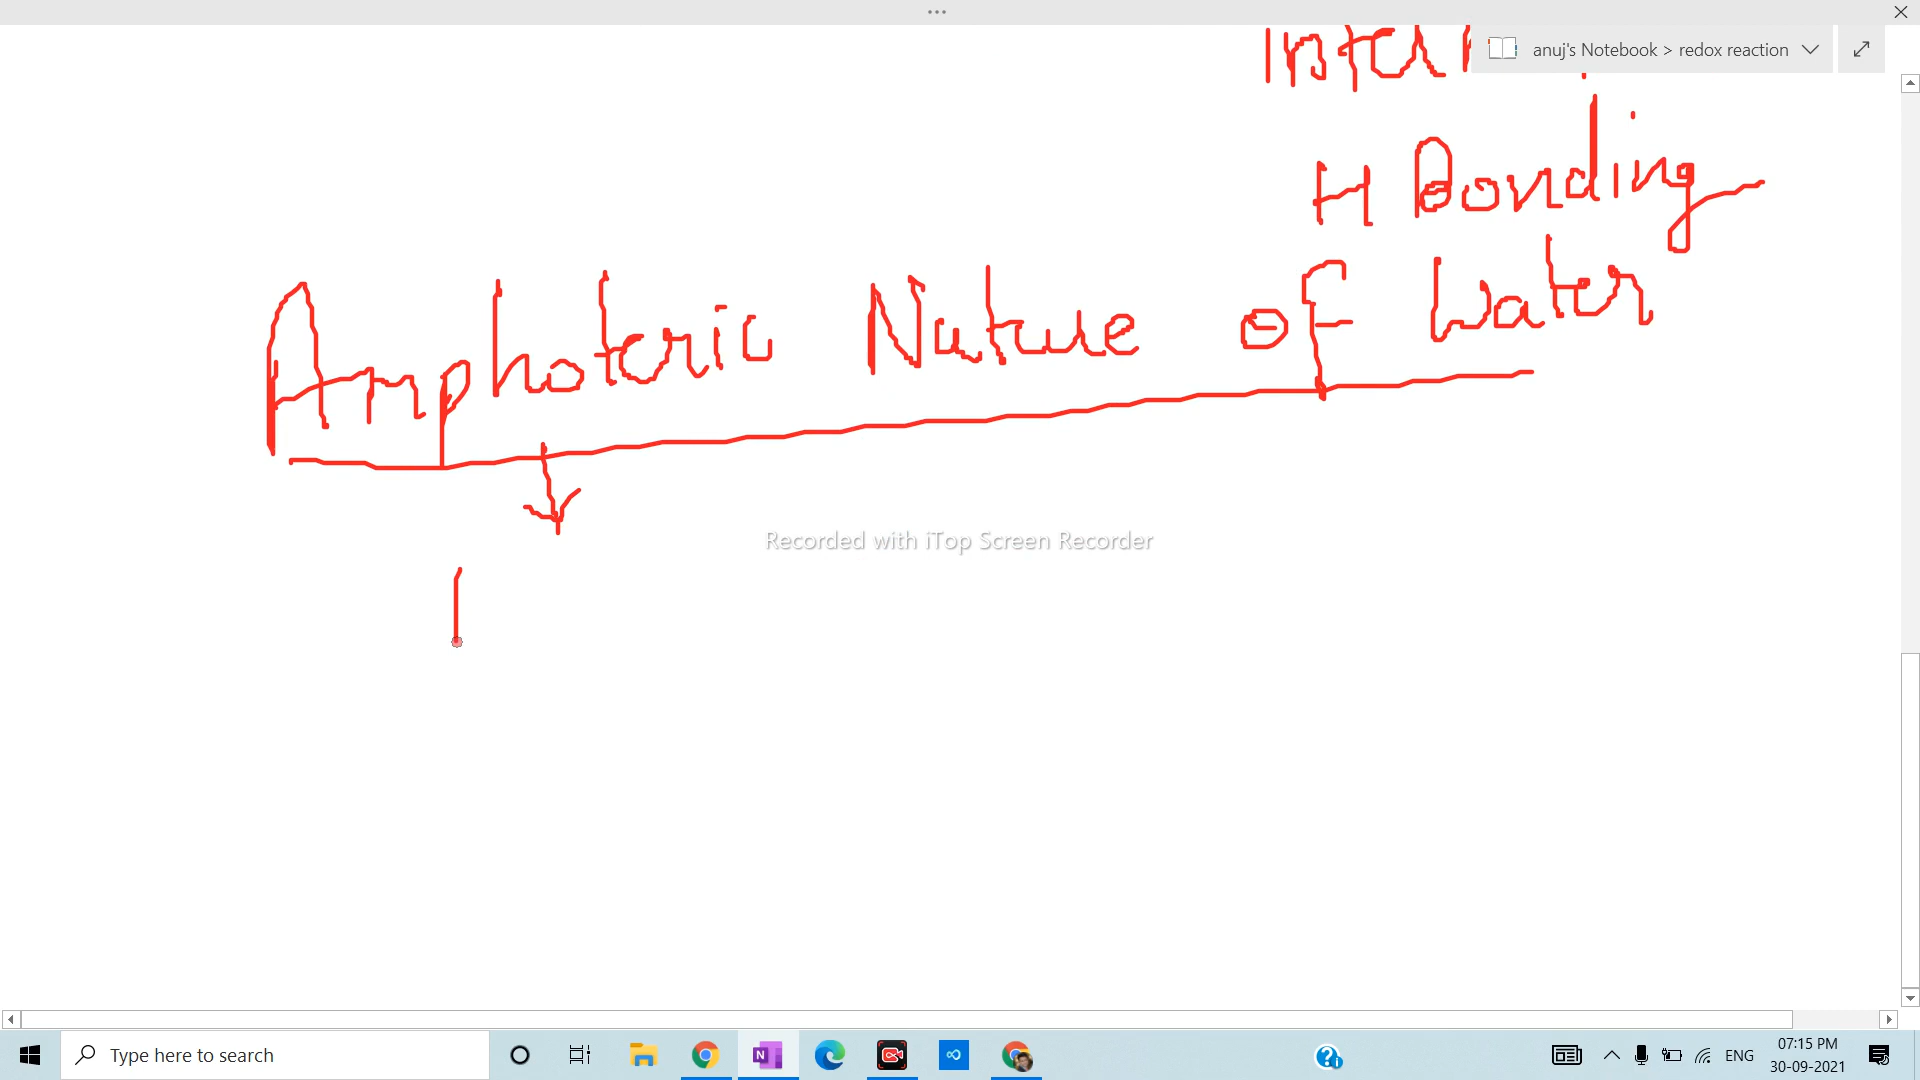 anuj's Notebook > redox reaction
H Bonding
Amphoteric Nature of Water
Recorded with iTop Screen Recorder
Type here to search
ENG
07:15 PM
30-09-2021